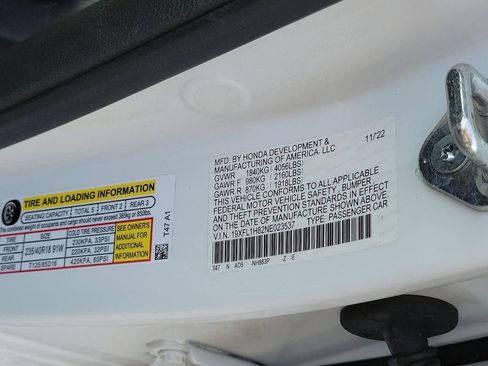 MFD. BY HONDA DEVELOPMENT &
MANUFACTURING OF AMERICA, LLC
11/22
GVWR 1840KG / 4056LBS
GAWR F 980KG / 2160LBS
GAWR R 870KG / 1918LBS
THIS VEHICLE CONFORMS TO ALL APPLICABLE
FEDERAL MOTOR VEHICLE SAFETY, BUMPER,
AND THEFT PREVENTION STANDARDS IN EFFECT
ON THE DATE OF MANUFACTURE SHOWN ABOVE.
V.I.N. 19XFL1H82NE023537 TYPE PASSENGER CAR
T47 N AD5 -NH883P -Z -E
TIRE AND LOADING INFORMATION
SEATING CAPACITY TOTAL 5 FRONT 2 REAR 3
The combined weight of occupants and cargo should never exceed 385kg or 850lbs.
TIRE SIZE COLD TIRE PRESSURE
FRONT 235/40R18 91W 230KPA, 33PSI
REAR 220KPA, 32PSI
SPARE T125/85D16 420KPA, 60PSI
SEE OWNER'S
MANUAL FOR
ADDITIONAL
INFORMATION
T47 A1